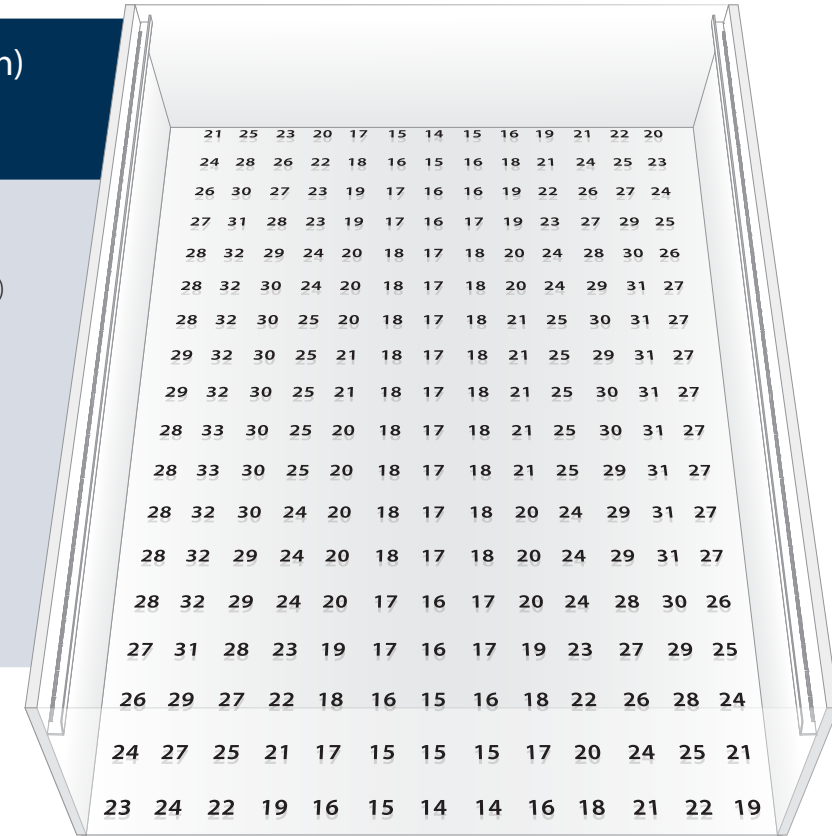 n)
21 25 23 20 17 15 14 15 16 19 21 22 20
24 28 26 22 18 16 15 16 18 21 24 25 23
26 30 27 23 19 17 16 16 19 22 26 27 24
27 31 28 23 19 17 16 17 19 23 27 29 25
28 32 29 24 20 18 17 18 20 24 28 30 26
)
28 32 30 24 20 18 17 18 20 24 29 31 27
28 32 30 25 20 18 17 18 21 25 30 31 27
29 32 30 25 21 18 17 18 21 25 29 31 27
29 32 30 25 21 18 17 18 21 25 30 31 27
28 33 30 25 20 18 17 18 21 25 30 31 27
28 33 30 25 20 18 17 18 21 25 29 31 27
28 32 30 24 20 18 17 18 20 24 29 31 27
28 32 29 24 20 18 17 18 20 24 29 31 27
28 32 29 24 20 17 16 17 20 24 28 30 26
27 31 28 23 19 17 16 17 19 23 27 29 25
26 29 27 22 18 16 15 16 18 22 26 28 24
24 27 25 21 17 15 15 15 17 20 24 25 21
23 24 22 19 16 15 14 14 16 18 21 22 19